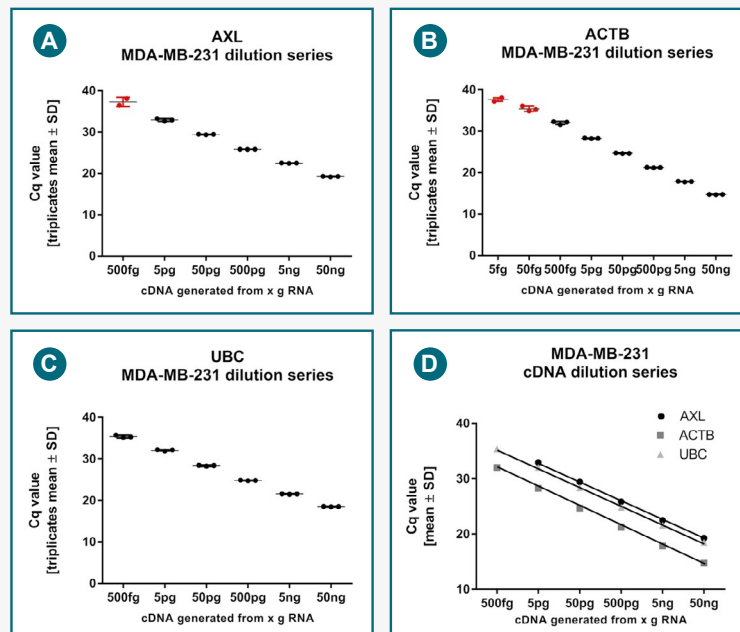 A
AXL
MDA-MB-231 dilution series
Cq value
[triplicates mean ± SD]
40
30
20
10
0
500fg 5pg 50pg 500pg 5ng 50ng
cDNA generated from x g RNA
B
ACTB
MDA-MB-231 dilution series
Cq value
[triplicates mean ± SD]
40
30
20
10
0
5fg 50fg 500fg 5pg 50pg 500pg 5ng 50ng
cDNA generated from x g RNA
C
UBC
MDA-MB-231 dilution series
Cq value
[triplicates mean ± SD]
40
30
20
10
0
500fg 5pg 50pg 500pg 5ng 50ng
cDNA generated from x g RNA
D
MDA-MB-231
cDNA dilution series
Cq value
[mean ± SD]
40
30
20
10
AXL
ACTB
UBC
500fg 5pg 50pg 500pg 5ng 50ng
cDNA generated from x g RNA